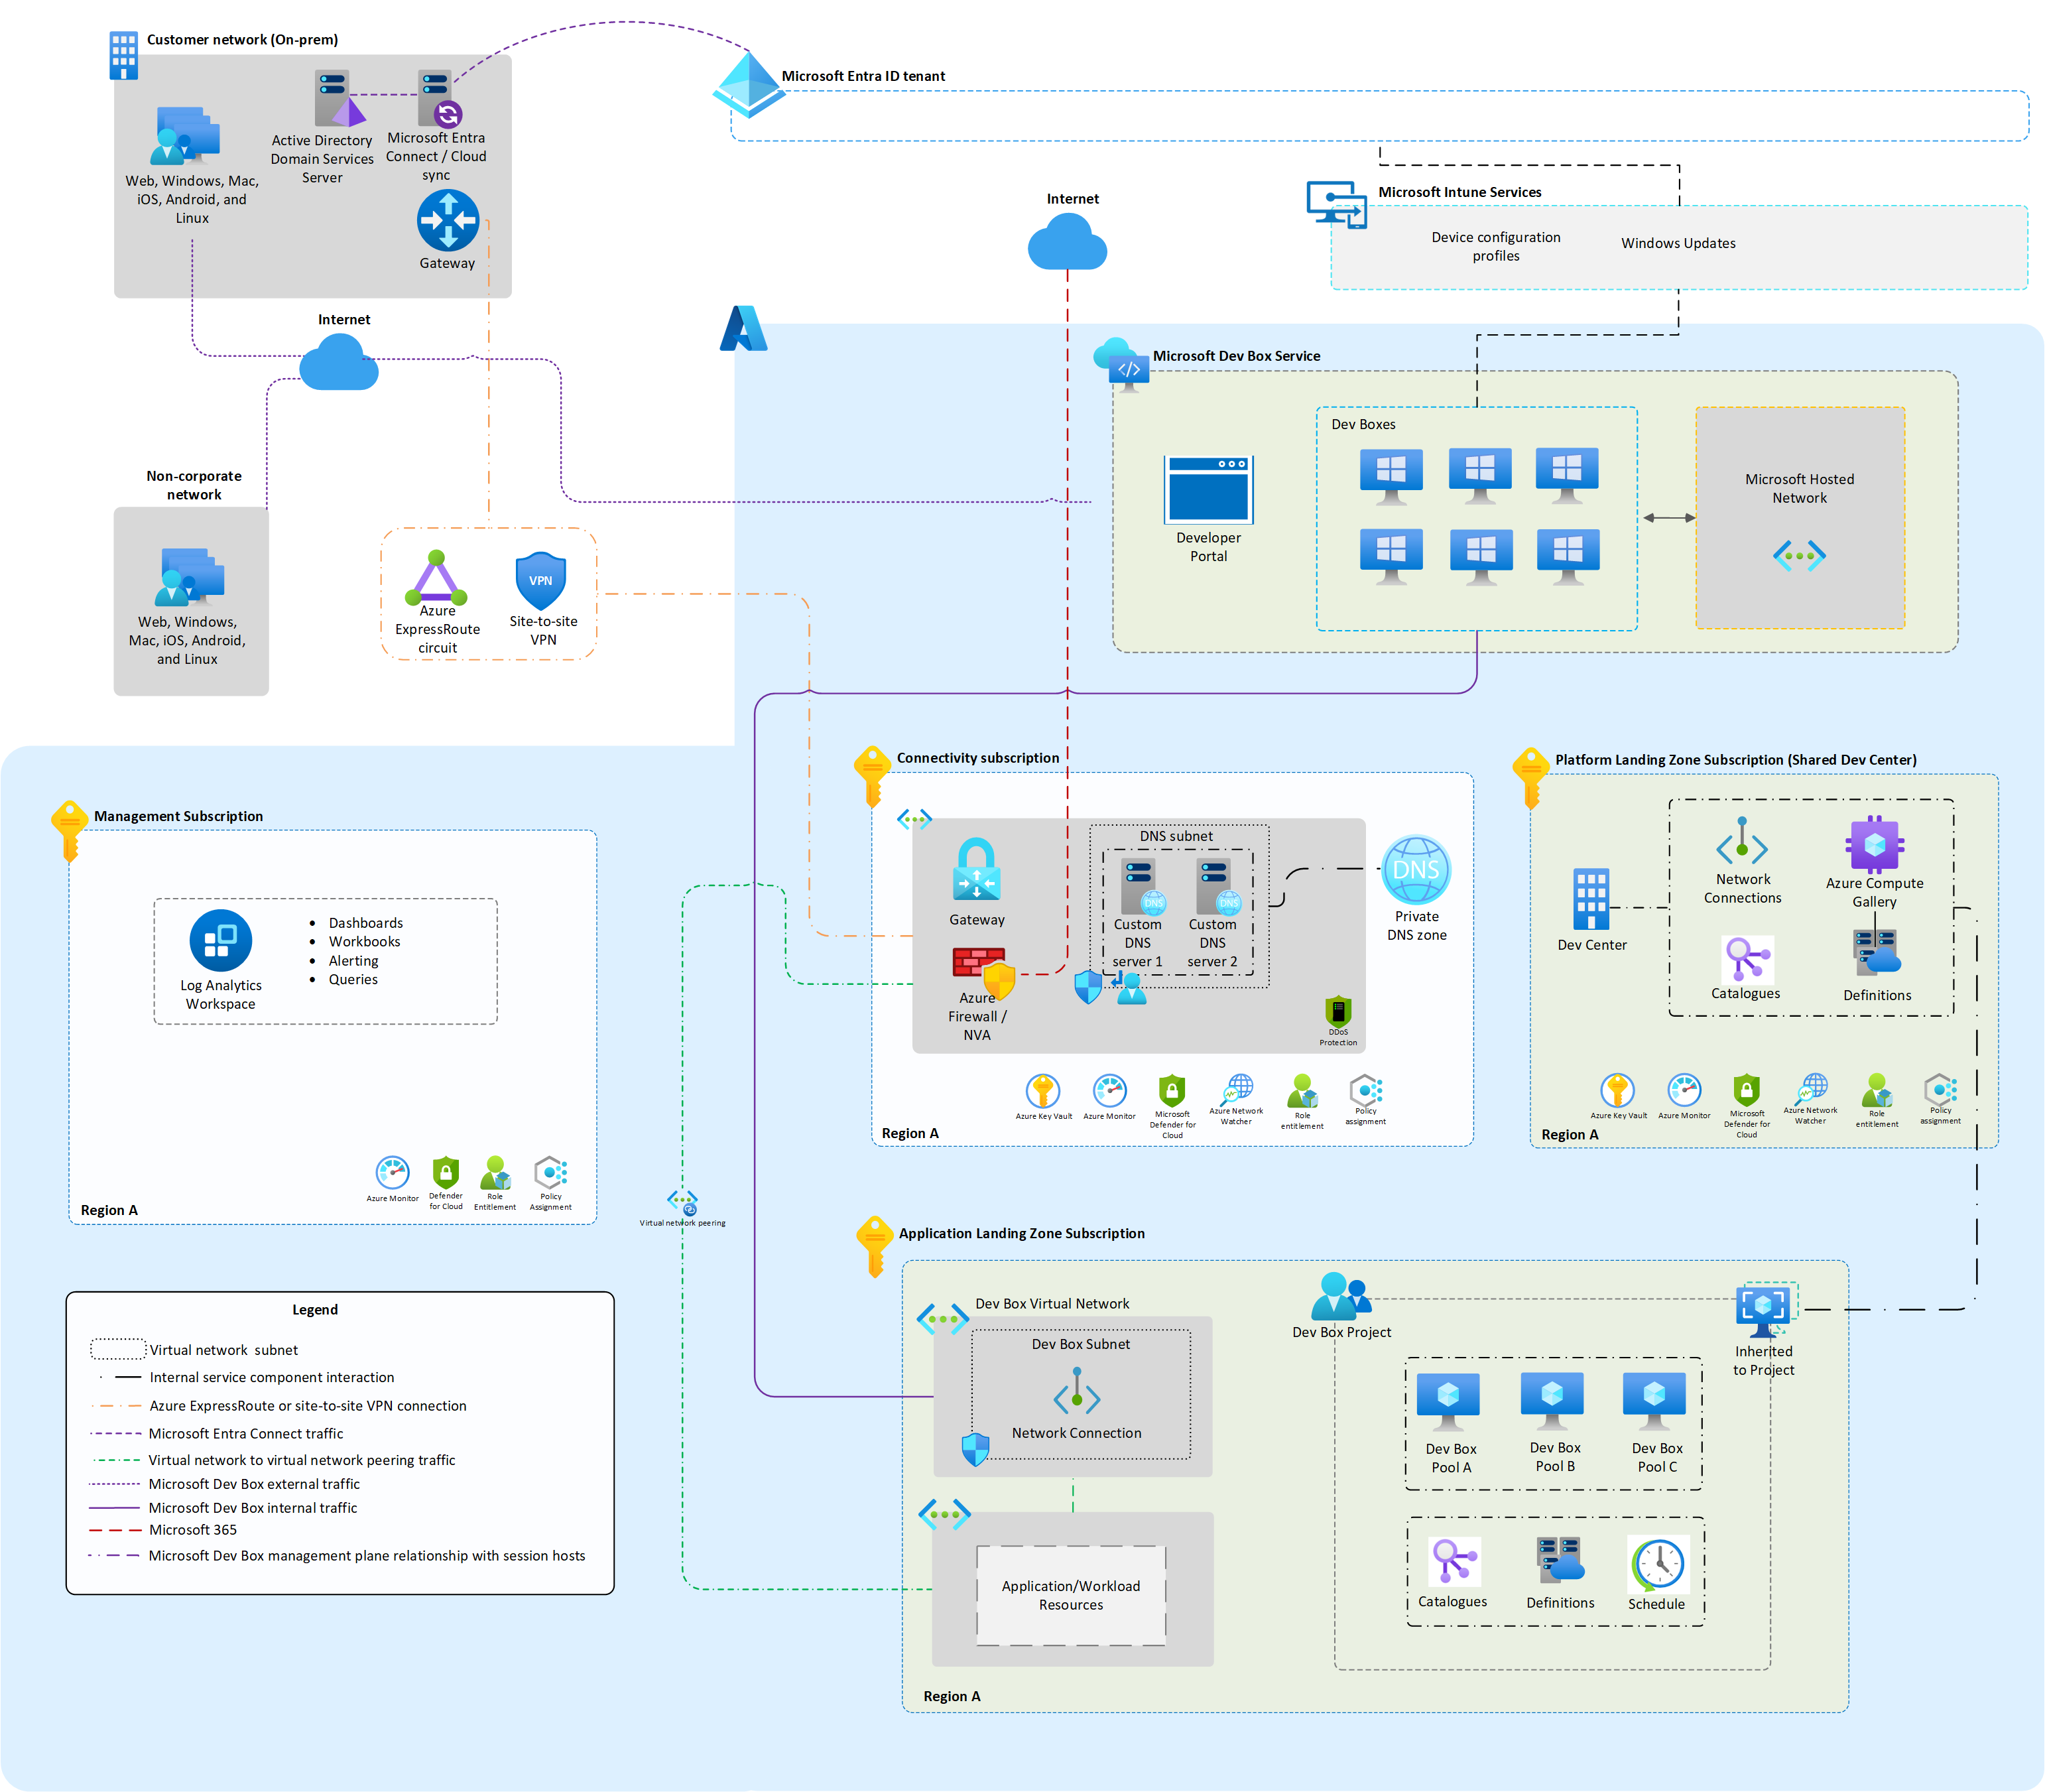 Customer network (On-prem)
Active Directory
Domain Services
Server
Microsoft Entra
Connect / Cloud
sync
Web, Windows, Mac,
iOS, Android, and
Linux
Gateway
Microsoft Entra ID tenant
Internet
Microsoft Intune Services
Device configuration
profiles
Windows Updates
Internet
Non-corporate
network
Web, Windows,
Mac, iOS, Android,
and Linux
Azure
ExpressRoute
circuit
VPN
Site-to-site
VPN
Microsoft Dev Box Service
Developer
Portal
Dev Boxes
Microsoft Hosted
Network
Management Subscription
Log Analytics
Workspace
Dashboards
Workbooks
Alerting
Queries
Azure Monitor
Defender
for Cloud
Role
Entitlement
Policy
Assignment
Region A
Connectivity subscription
Gateway
Azure
Firewall /
NVA
DNS subnet
DNS
Custom
DNS
server 1
DNS
Custom
DNS
server 2
DNS
Private
DNS zone
DDoS
Protection
Azure Key Vault
Azure Monitor
Microsoft
Defender for
Cloud
Azure Network
Watcher
Role
entitlement
Policy
assignment
Region A
Platform Landing Zone Subscription (Shared Dev Center)
Dev Center
Network
Connections
Azure Compute
Gallery
Catalogues
Definitions
Azure Key Vault
Azure Monitor
Microsoft
Defender for
Cloud
Azure Network
Watcher
Role
entitlement
Policy
assignment
Region A
Virtual network peering
Application Landing Zone Subscription
Dev Box Virtual Network
Dev Box Subnet
Network Connection
Application/Workload
Resources
Region A
Dev Box Project
Inherited
to Project
Dev Box
Pool A
Dev Box
Pool B
Dev Box
Pool C
Catalogues
Definitions
Schedule
Legend
Virtual network subnet
Internal service component interaction
Azure ExpressRoute or site-to-site VPN connection
Microsoft Entra Connect traffic
Virtual network to virtual network peering traffic
Microsoft Dev Box external traffic
Microsoft Dev Box internal traffic
Microsoft 365
Microsoft Dev Box management plane relationship with session hosts